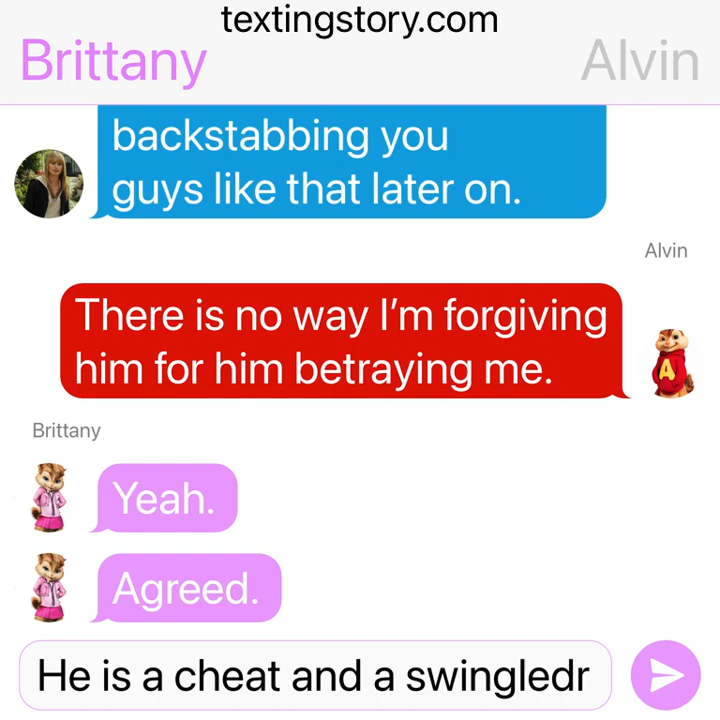 textingstory.com
Brittany
Alvin
backstabbing you
guys like that later on.
Alvin
There is no way I’m forgiving
him for him betraying me.
A
Brittany
Yeah.
Agreed.
He is a cheat and a swingledr